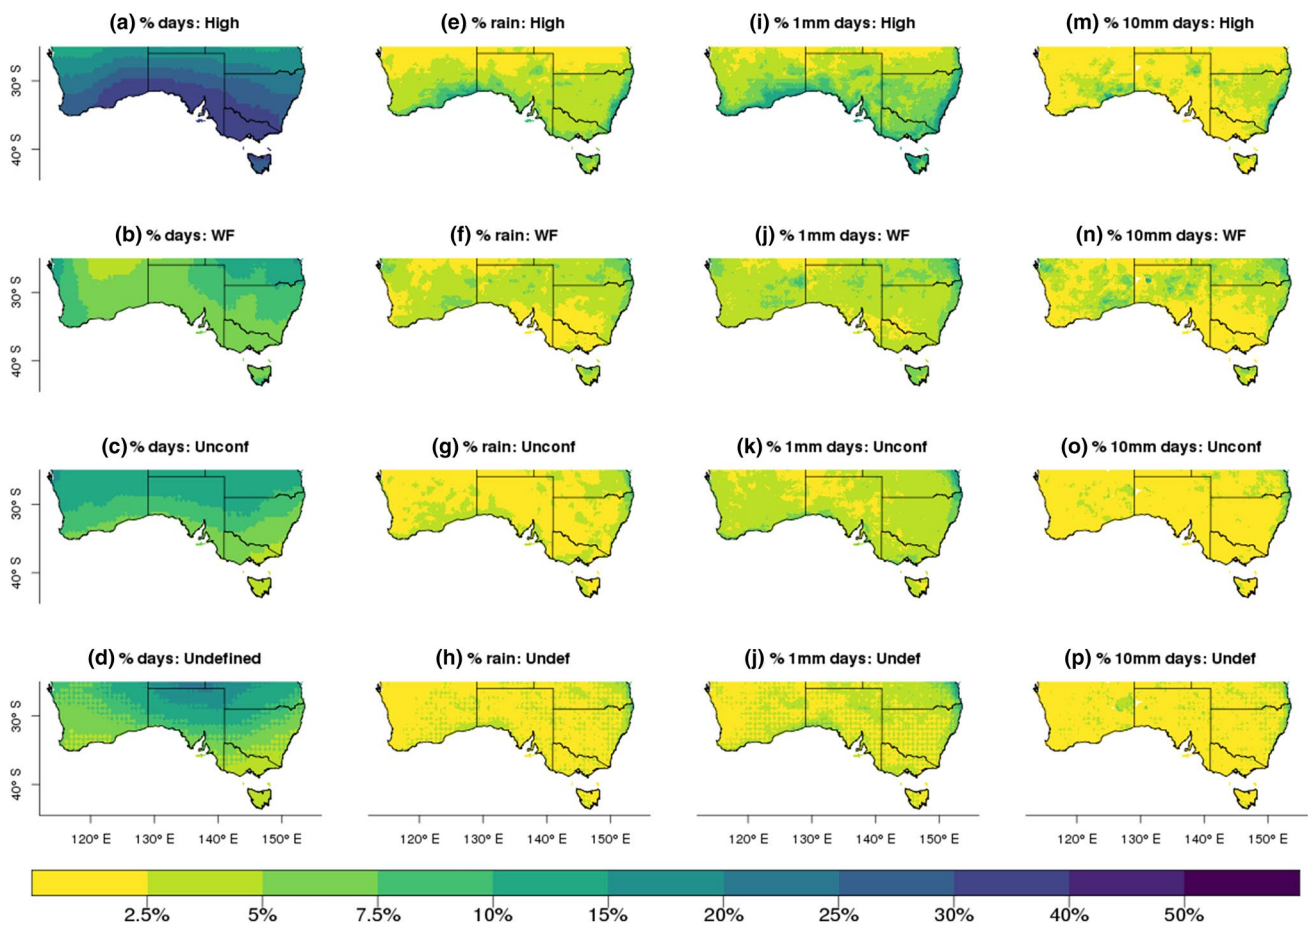 (a) % days: High
(e) % rain: High
(i) % 1mm days: High
(m) % 10mm days: High
30° S
40° S
(b) % days: WF
(f) % rain: WF
(j) % 1mm days: WF
(n) % 10mm days: WF
30° S
40° S
(c) % days: Unconf
(g) % rain: Unconf
(k) % 1mm days: Unconf
(o) % 10mm days: Unconf
30° S
40° S
(d) % days: Undefined
(h) % rain: Undef
(j) % 1mm days: Undef
(p) % 10mm days: Undef
30° S
40° S
120° E 130° E 140° E 150° E
120° E 130° E 140° E 150° E
120° E 130° E 140° E 150° E
120° E 130° E 140° E 150° E
2.5% 5% 7.5% 10% 15% 20% 25% 30% 40% 50%